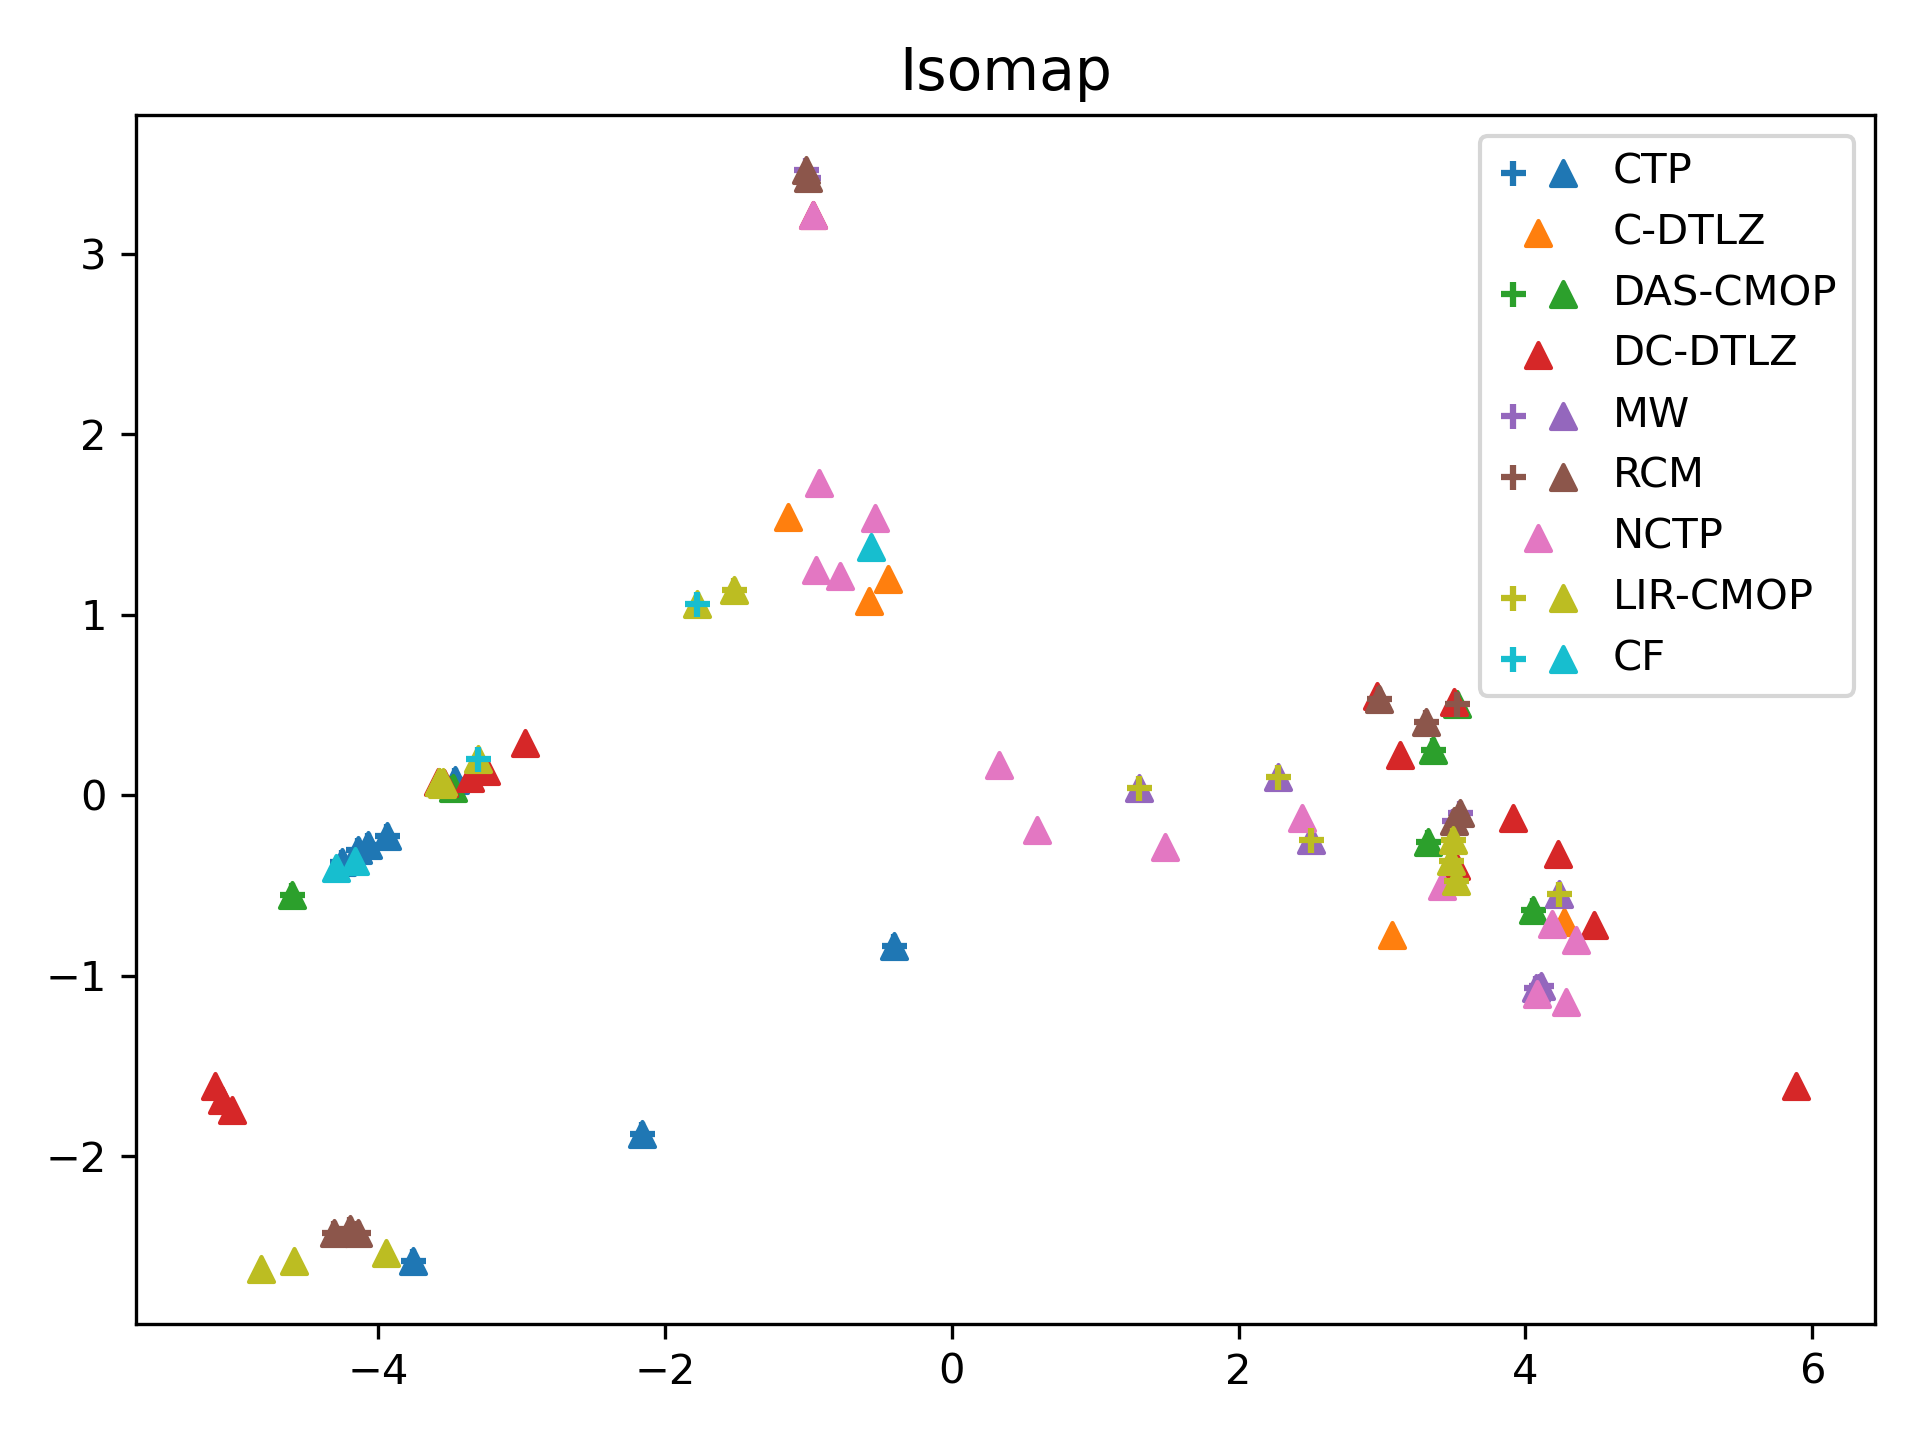 Isomap
CTP
C-DTLZ
DAS-CMOP
DC-DTLZ
MW
RCM
NCTP
LIR-CMOP
CF
3
2
1
0
−1
−2
−4 −2 0 2 4 6